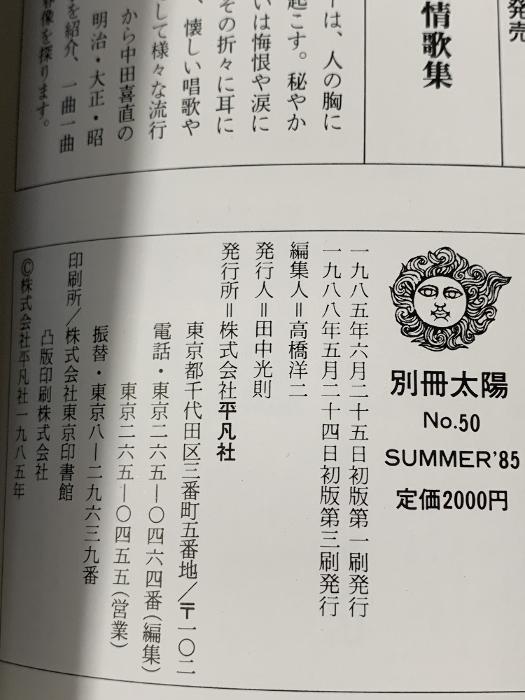 発売
情歌集
ーは、人の胸に
起こす。秘やか
いは悔恨や涙に
その折々に耳に
、懐しい唱歌や
して様々な流行
から中田喜直の
明治・大正・昭
を紹介、一曲一曲
像を探ります。
別冊太陽
No.50
SUMMER'85
定価2000円
一九八五年六月二十五日初版第一刷発行
一九八八年五月二十四日初版第三刷発行
編集人=高橋洋二
発行人=田中光則
発行所=株式会社平凡社
東京都千代田区三番町五番地/〒一〇二
電話・東京二六五―〇四六四番(編集)
東京二六五―〇四五五(営業)
振替・東京八―二九六三九番
印刷所/株式会社東京印書館
凸版印刷株式会社
©株式会社平凡社一九八五年